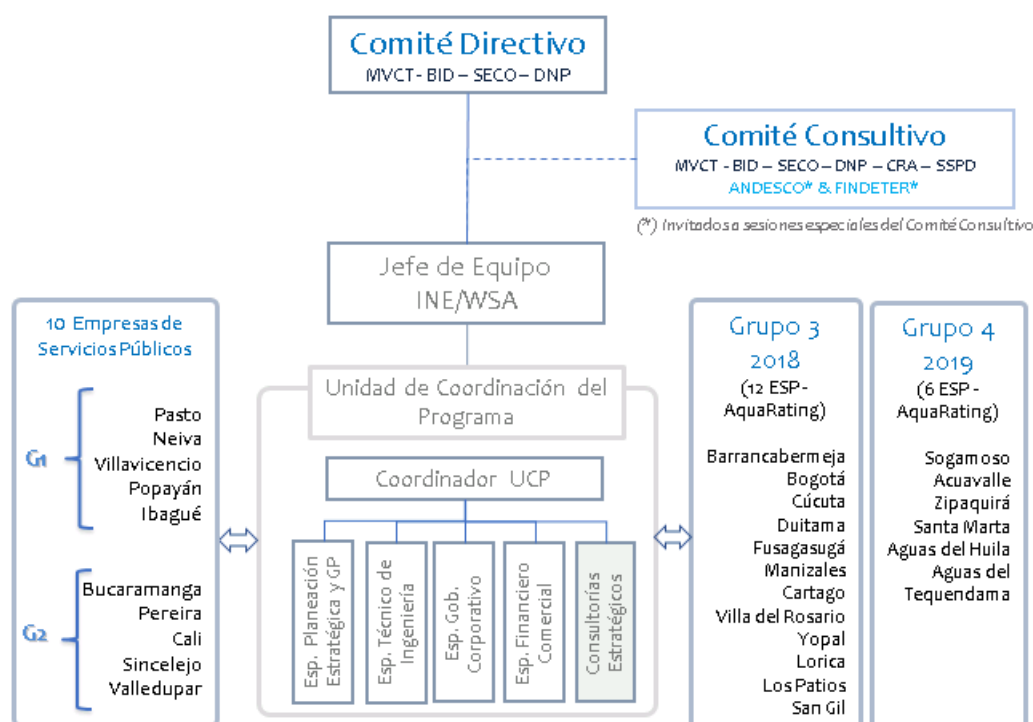 Comité Directivo
MVCT - BID – SECO – DNP
Comité Consultivo
MVCT - BID – SECO – DNP – CRA – SSPD
ANDESCO* & FINDETER*
(*) Invitados a sesiones especiales del Comité Consultivo
Jefe de Equipo
INE/WSA
10 Empresas de
Servicios Públicos
G1
Pasto
Neiva
Villavicencio
Popayán
Ibagué
G2
Bucaramanga
Pereira
Cali
Sincelejo
Valledupar
Unidad de Coordinación del
Programa
Coordinador UCP
Esp. Planeación
Estratégica y GP
Esp. Técnico de
Ingeniería
Esp. Gob.
Corporativo
Esp. Financiero
Comercial
Consultorías
Estratégicos
Grupo 3
2018
(12 ESP -
AquaRating)
Barrancabermeja
Bogotá
Cúcuta
Duitama
Fusagasugá
Manizales
Cartago
Villa del Rosario
Yopal
Lorica
Los Patios
San Gil
Grupo 4
2019
(6 ESP -
AquaRating)
Sogamoso
Acuavalle
Zipaquirá
Santa Marta
Aguas del Huila
Aguas del
Tequendama